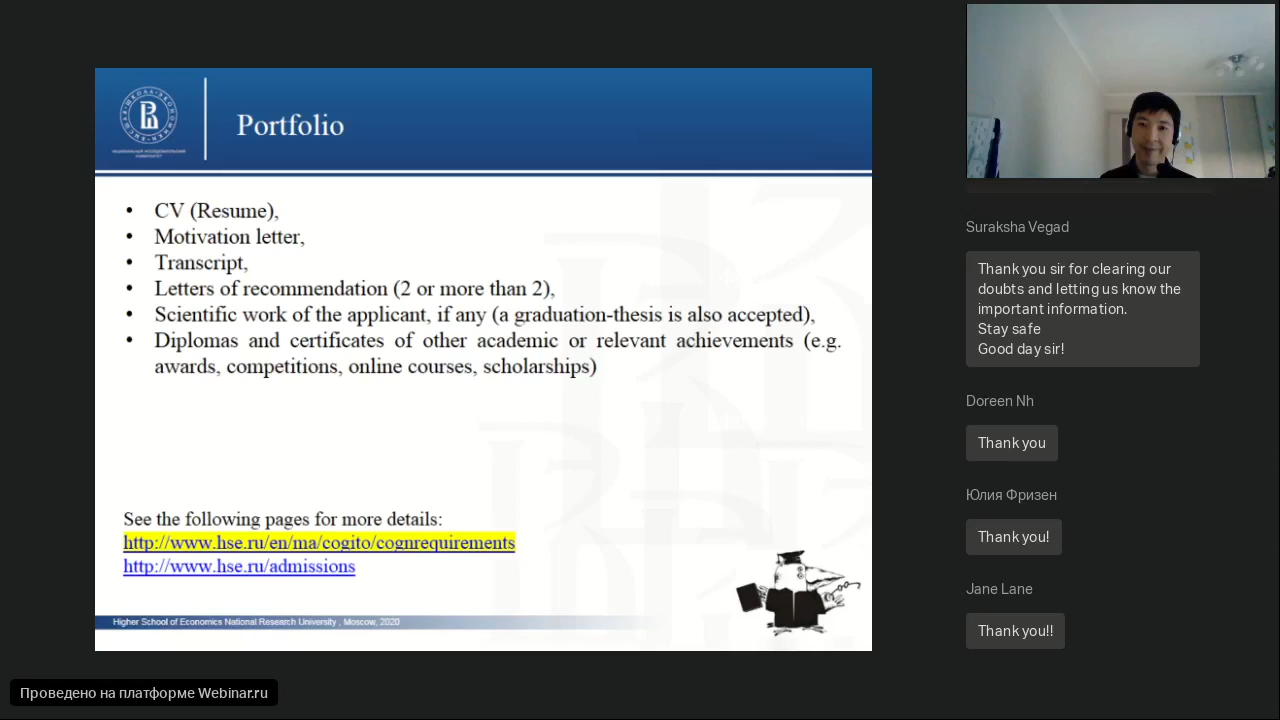 Portfolio
НАЦИОНАЛЬНЫЙ ИССЛЕДОВАТЕЛЬСКИЙ
УНИВЕРСИТЕТ
• CV (Resume),
• Motivation letter,
• Transcript,
• Letters of recommendation (2 or more than 2),
• Scientific work of the applicant, if any (a graduation-thesis is also accepted),
• Diplomas and certificates of other academic or relevant achievements (e.g.
awards, competitions, online courses, scholarships)
See the following pages for more details:
http://www.hse.ru/en/ma/cogito/cognrequirements
http://www.hse.ru/admissions
Higher School of Economics National Research University , Moscow, 2020
Suraksha Vegad
Thank you sir for clearing our
doubts and letting us know the
important information.
Stay safe
Good day sir!
Doreen Nh
Thank you
Юлия Фризен
Thank you!
Jane Lane
Thank you!!
Проведено на платформе Webinar.ru